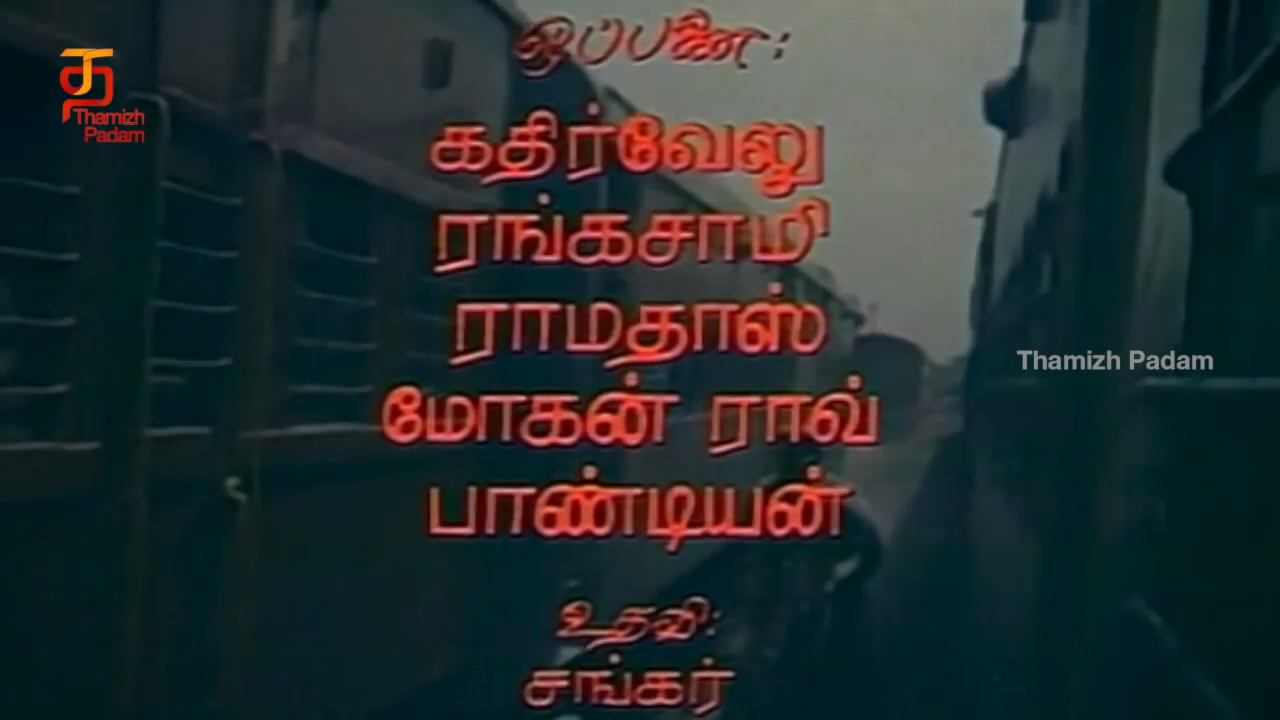 ஒப்பனை:
த
Thamizh
Padam
கதிர்வேலு
ரங்கசாமி
ராமதாஸ்
Thamizh Padam
மோகன் ராவ்
பாண்டியன்
உதவி:
சங்கர்